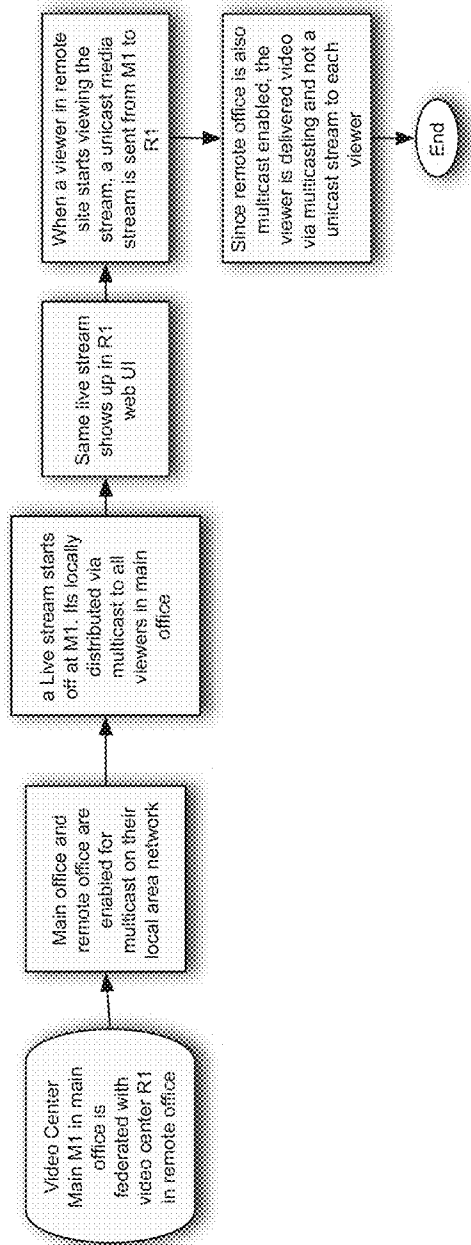 Video Center
Main M1 in main
office is
federated with
video center R1
in remote office
Main office and
remote office are
enabled for
multicast on their
local area network
a Live stream starts
off at M1. Its locally
distributed via
multicast to all
viewers in main
office
Same live stream
shows up in R1
web UI
When a viewer in remote
site starts viewing the
stream, a unicast media
stream is sent from M1 to
R1
Since remote office is also
multicast enabled, the
viewer is delivered video
via multicasting and not a
unicast stream to each
viewer
End